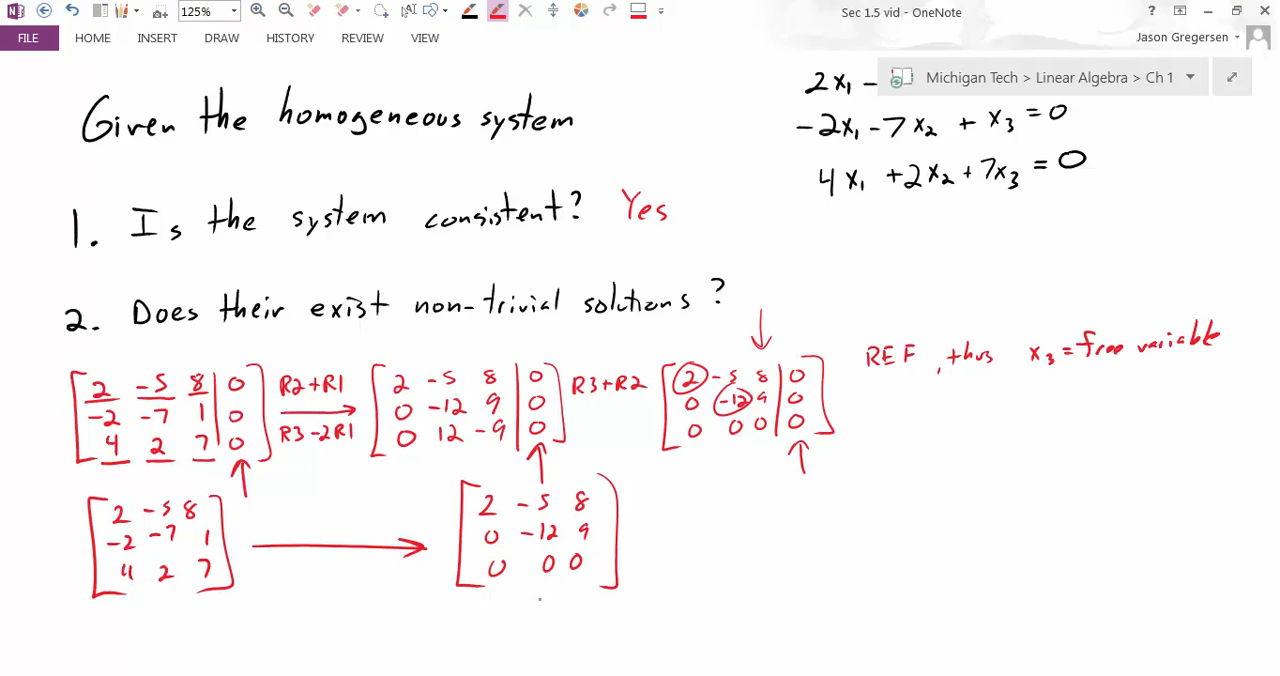 125%
Sec 1.5 vid - OneNote
?
FILE HOME INSERT DRAW HISTORY REVIEW VIEW
Jason Gregersen
Michigan Tech > Linear Algebra > Ch 1
Given the homogeneous system
2x₁ -
-2x₁ -7x₂ + x₃ = 0
4x₁ +2x₂ +7x₃ = 0
1. Is the system consistent? Yes
2. Does their exist non-trivial solutions?
REF, thus x₃ = free variable
2 -5 8 | 0
-2 -7 1 | 0
4 2 7 | 0
R2+R1
R3-2R1
2 -5 8 | 0
0 -12 9 | 0
0 12 -9 | 0
R3+R2
2 -5 8 | 0
0 -12 9 | 0
0 0 0 | 0
2 -5 8
-2 -7 1
4 2 7
2 -5 8
0 -12 9
0 0 0